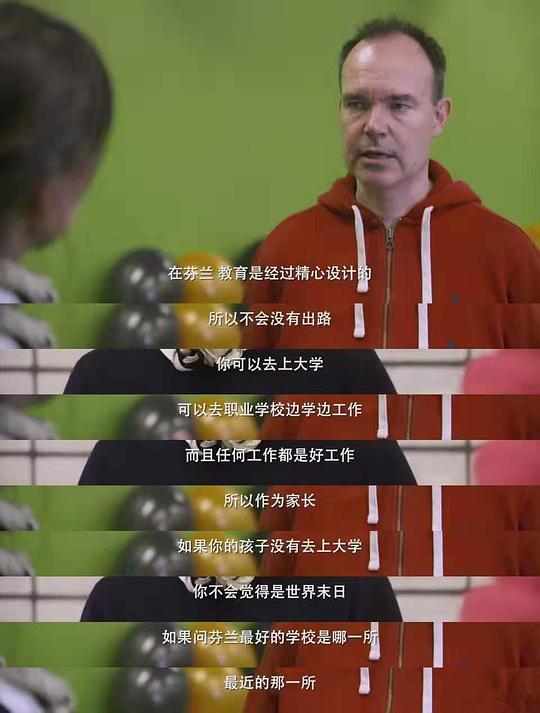 在芬兰 教育是经过精心设计的
所以不会没有出路
你可以去上大学
可以去职业学校边学边工作
而且任何工作都是好工作
所以作为家长
如果你的孩子没有去上大学
你不会觉得是世界末日
如果问芬兰最好的学校是哪一所
最近的那一所